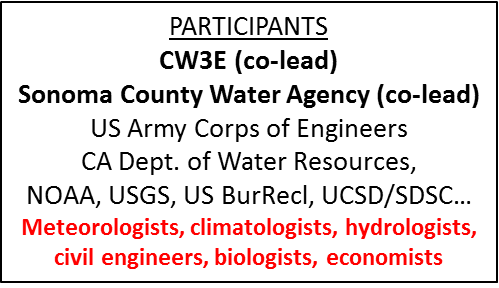 PARTICIPANTS
CW3E (co-lead)
Sonoma County Water Agency (co-lead)
US Army Corps of Engineers
CA Dept. of Water Resources,
NOAA, USGS, US BurRecl, UCSD/SDSC…
Meteorologists, climatologists, hydrologists,
civil engineers, biologists, economists